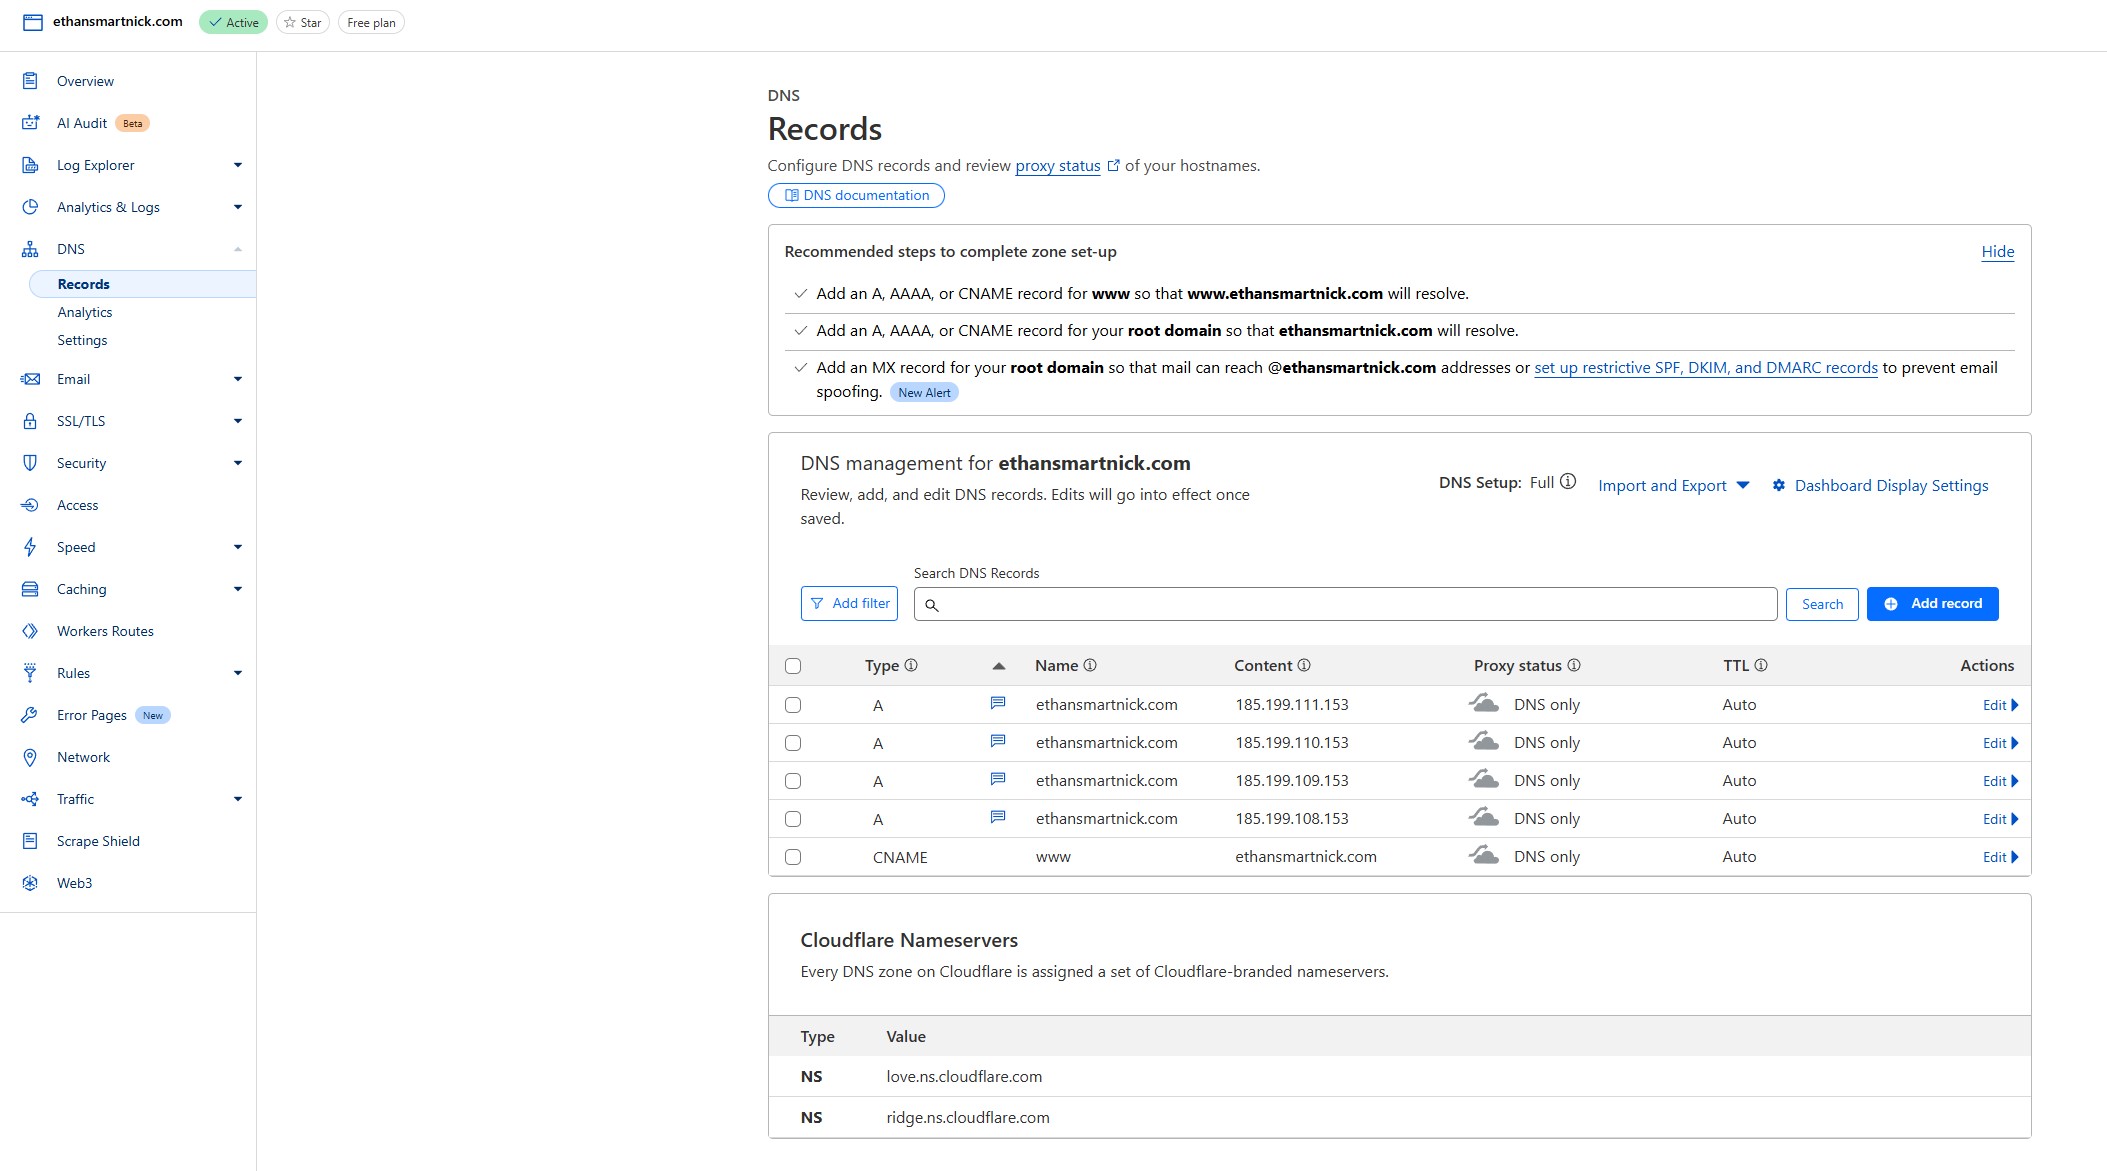 ethansmartnick.com Active Star Free plan
Overview
AI Audit Beta
Log Explorer
Analytics & Logs
DNS
Records
Analytics
Settings
Email
SSL/TLS
Security
Access
Speed
Caching
Workers Routes
Rules
Error Pages New
Network
Traffic
Scrape Shield
Web3
DNS
Records
Configure DNS records and review proxy status of your hostnames.
DNS documentation
Recommended steps to complete zone set-up Hide
Add an A, AAAA, or CNAME record for www so that www.ethansmartnick.com will resolve.
Add an A, AAAA, or CNAME record for your root domain so that ethansmartnick.com will resolve.
Add an MX record for your root domain so that mail can reach @ethansmartnick.com addresses or set up restrictive SPF, DKIM, and DMARC records to prevent email
spoofing. New Alert
DNS management for ethansmartnick.com
Review, add, and edit DNS records. Edits will go into effect once
saved.
DNS Setup: Full Import and Export Dashboard Display Settings
Search DNS Records
Add filter Search Add record
Type Name Content Proxy status TTL Actions
A ethansmartnick.com 185.199.111.153 DNS only Auto Edit
A ethansmartnick.com 185.199.110.153 DNS only Auto Edit
A ethansmartnick.com 185.199.109.153 DNS only Auto Edit
A ethansmartnick.com 185.199.108.153 DNS only Auto Edit
CNAME www ethansmartnick.com DNS only Auto Edit
Cloudflare Nameservers
Every DNS zone on Cloudflare is assigned a set of Cloudflare-branded nameservers.
Type Value
NS love.ns.cloudflare.com
NS ridge.ns.cloudflare.com